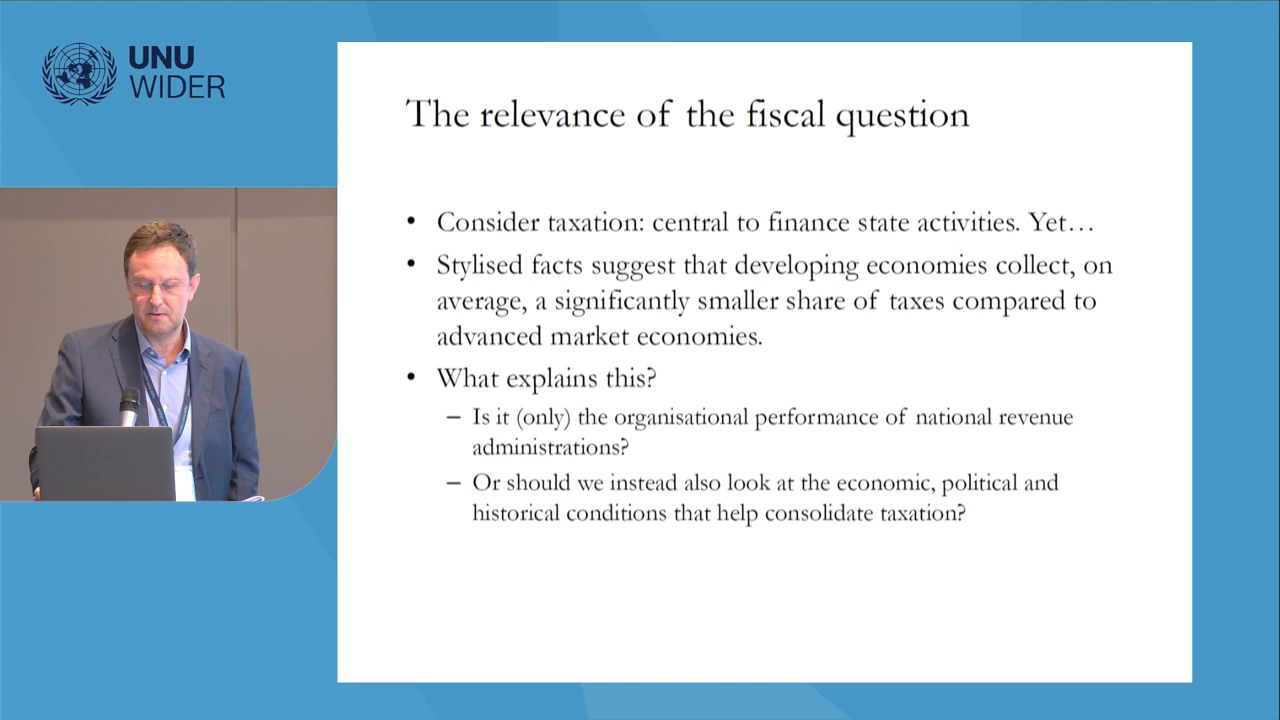 UNU
WIDER
The relevance of the fiscal question
• Consider taxation: central to finance state activities. Yet…
• Stylised facts suggest that developing economies collect, on
average, a significantly smaller share of taxes compared to
advanced market economies.
• What explains this?
– Is it (only) the organisational performance of national revenue
administrations?
– Or should we instead also look at the economic, political and
historical conditions that help consolidate taxation?